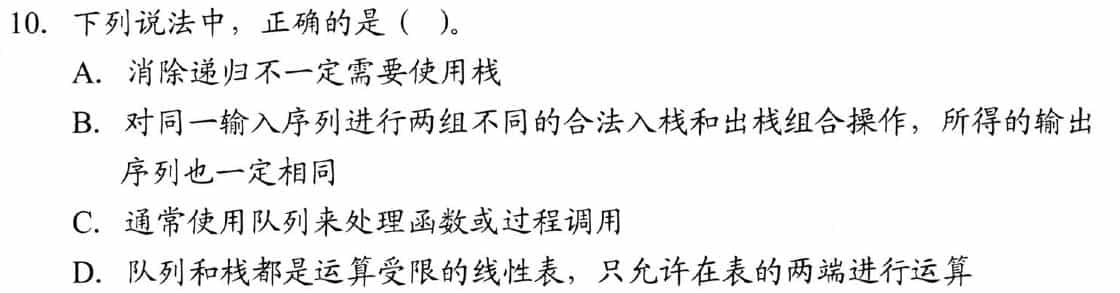 10. 下列说法中，正确的是（ ）。
A. 消除递归不一定需要使用栈
B. 对同一输入序列进行两组不同的合法入栈和出栈组合操作，所得的输出
序列也一定相同
C. 通常使用队列来处理函数或过程调用
D. 队列和栈都是运算受限的线性表，只允许在表的两端进行运算